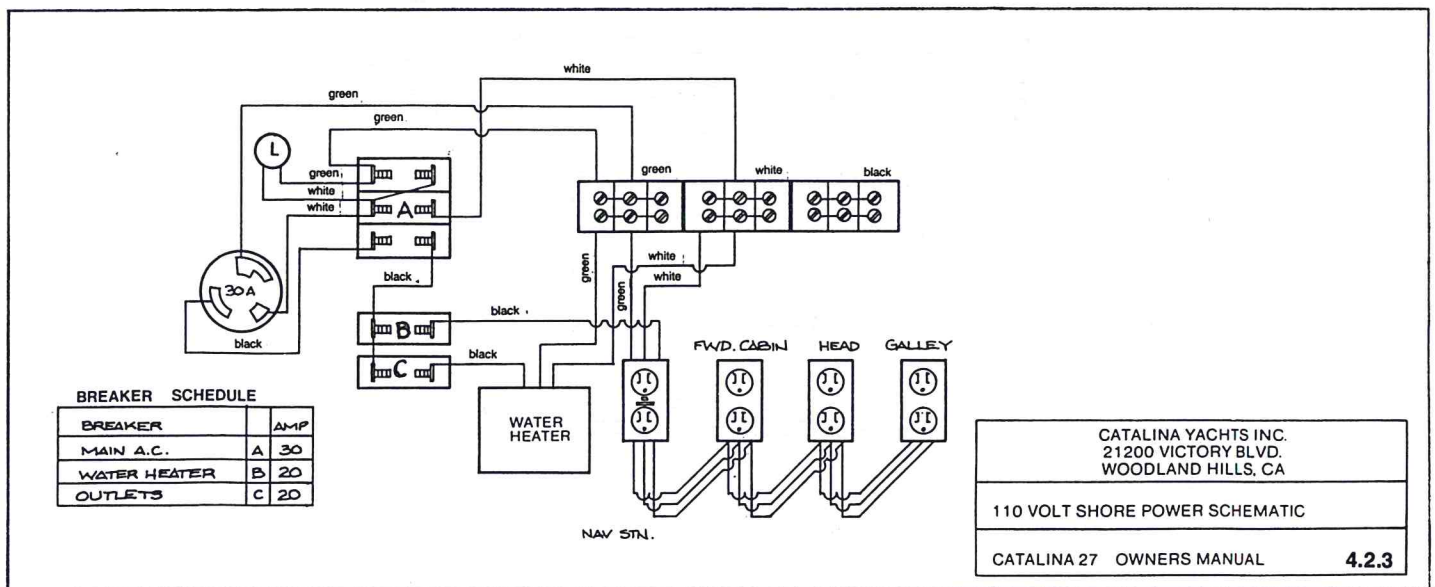 white
green
green
L
green
white
white
A
green
white
black
30A
black
black
green
green
white
white
black
B
black
C
FWD. CABIN
HEAD
GALLEY
WATER
HEATER
NAV STN.
BREAKER SCHEDULE
BREAKER AMP
MAIN A.C. A 30
WATER HEATER B 20
OUTLETS C 20
CATALINA YACHTS INC.
21200 VICTORY BLVD.
WOODLAND HILLS, CA
110 VOLT SHORE POWER SCHEMATIC
CATALINA 27 OWNERS MANUAL 4.2.3